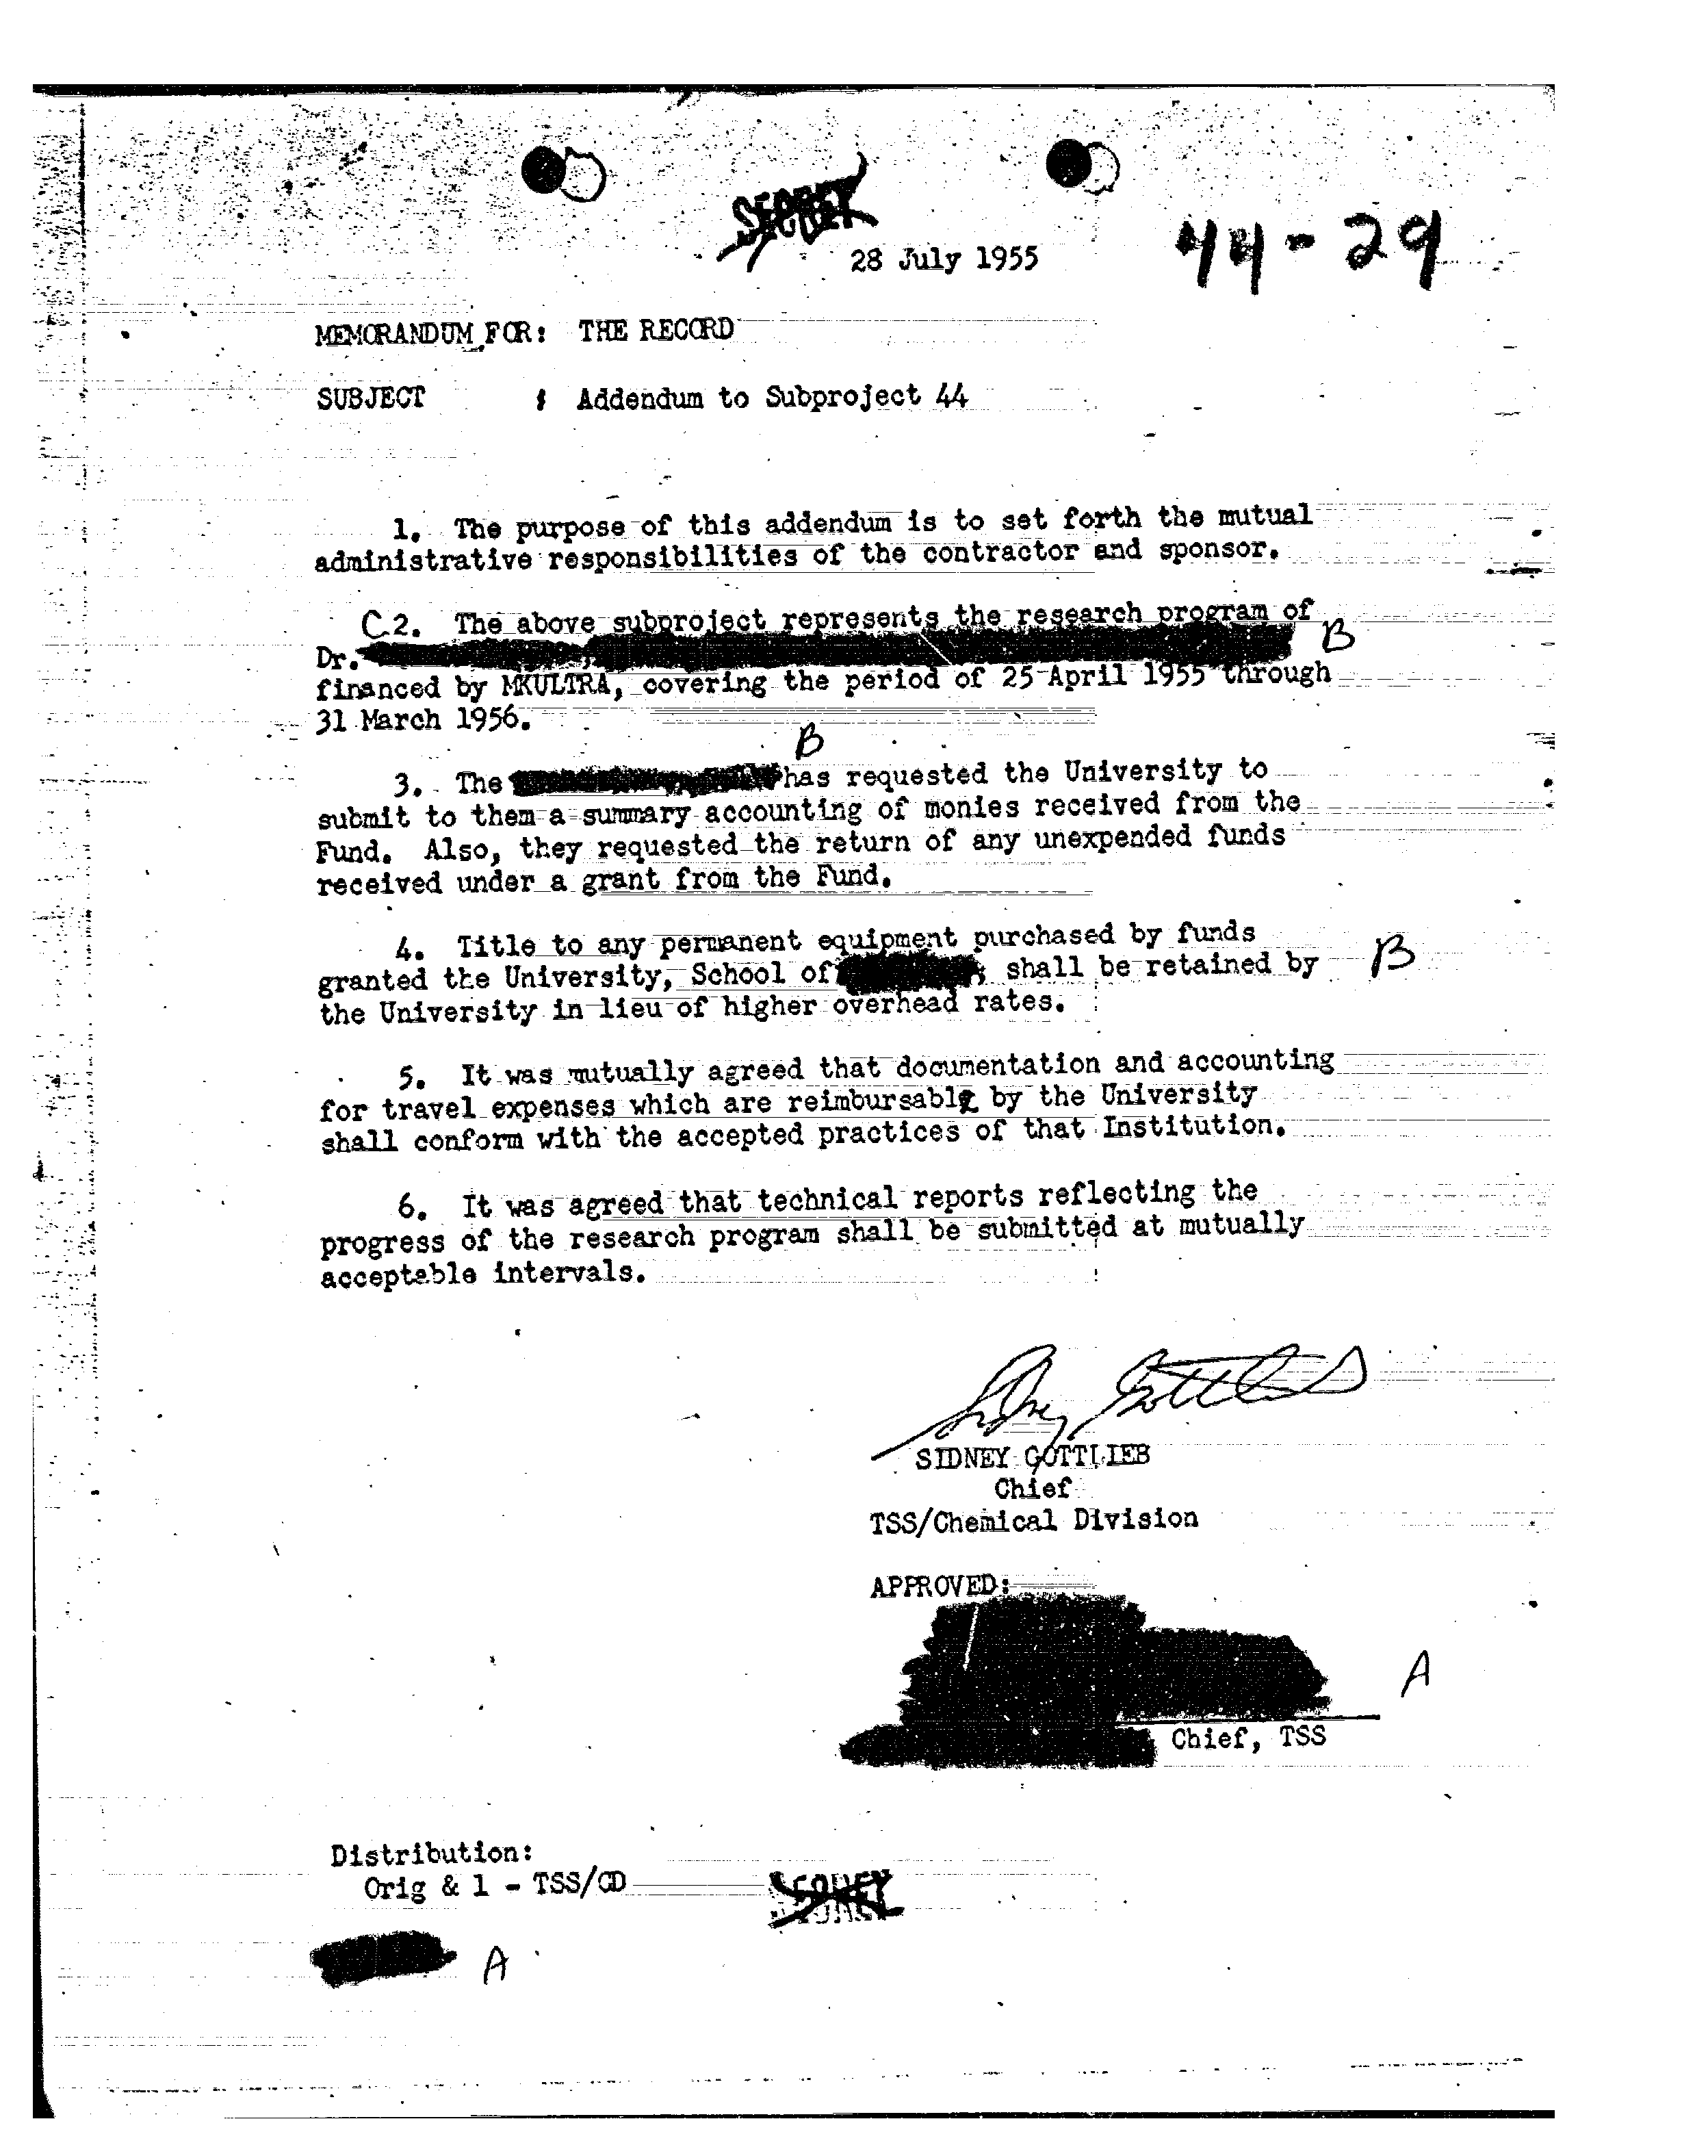 SECRET
28 July 1955
44-29
MEMORANDUM FOR: THE RECORD
SUBJECT : Addendum to Subproject 44
1. The purpose of this addendum is to set forth the mutual
administrative responsibilities of the contractor and sponsor.
C.2. The above subproject represents the research program of
Dr. B
financed by MKULTRA, covering the period of 25 April 1955 through
31 March 1956.
B
3. The has requested the University to
submit to them a summary accounting of monies received from the
Fund. Also, they requested the return of any unexpended funds
received under a grant from the Fund.
4. Title to any permanent equipment purchased by funds
granted the University, School of , shall be retained by B
the University in lieu of higher overhead rates.
5. It was mutually agreed that documentation and accounting
for travel expenses which are reimbursable by the University
shall conform with the accepted practices of that Institution.
6. It was agreed that technical reports reflecting the
progress of the research program shall be submitted at mutually
acceptable intervals.
Sidney Gottlieb
SIDNEY GOTTLIEB
Chief
TSS/Chemical Division
APPROVED:
A
Chief, TSS
Distribution:
Orig & 1 - TSS/CD
SECRET
A